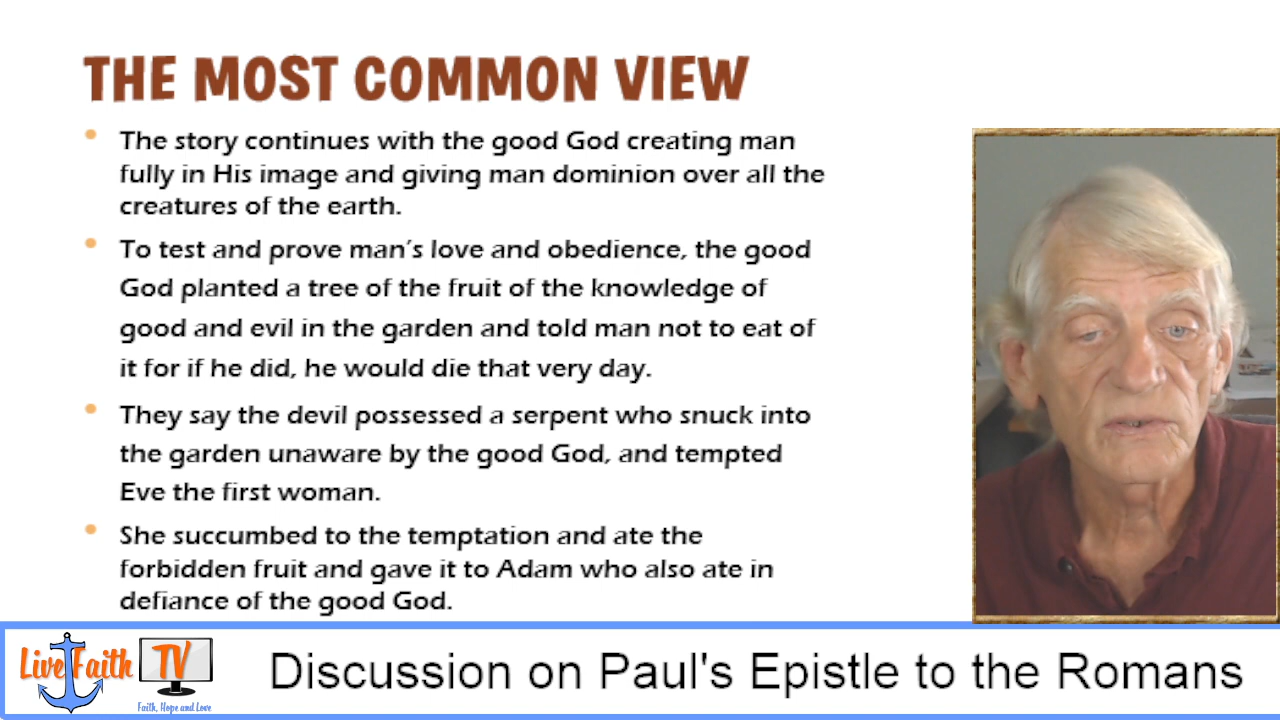 THE MOST COMMON VIEW
The story continues with the good God creating man
fully in His image and giving man dominion over all the
creatures of the earth.
To test and prove man's love and obedience, the good
God planted a tree of the fruit of the knowledge of
good and evil in the garden and told man not to eat of
it for if he did, he would die that very day.
They say the devil possessed a serpent who snuck into
the garden unaware by the good God, and tempted
Eve the first woman.
She succumbed to the temptation and ate the
forbidden fruit and gave it to Adam who also ate in
defiance of the good God.
Live Faith TV
Faith, Hope and Love
Discussion on Paul's Epistle to the Romans